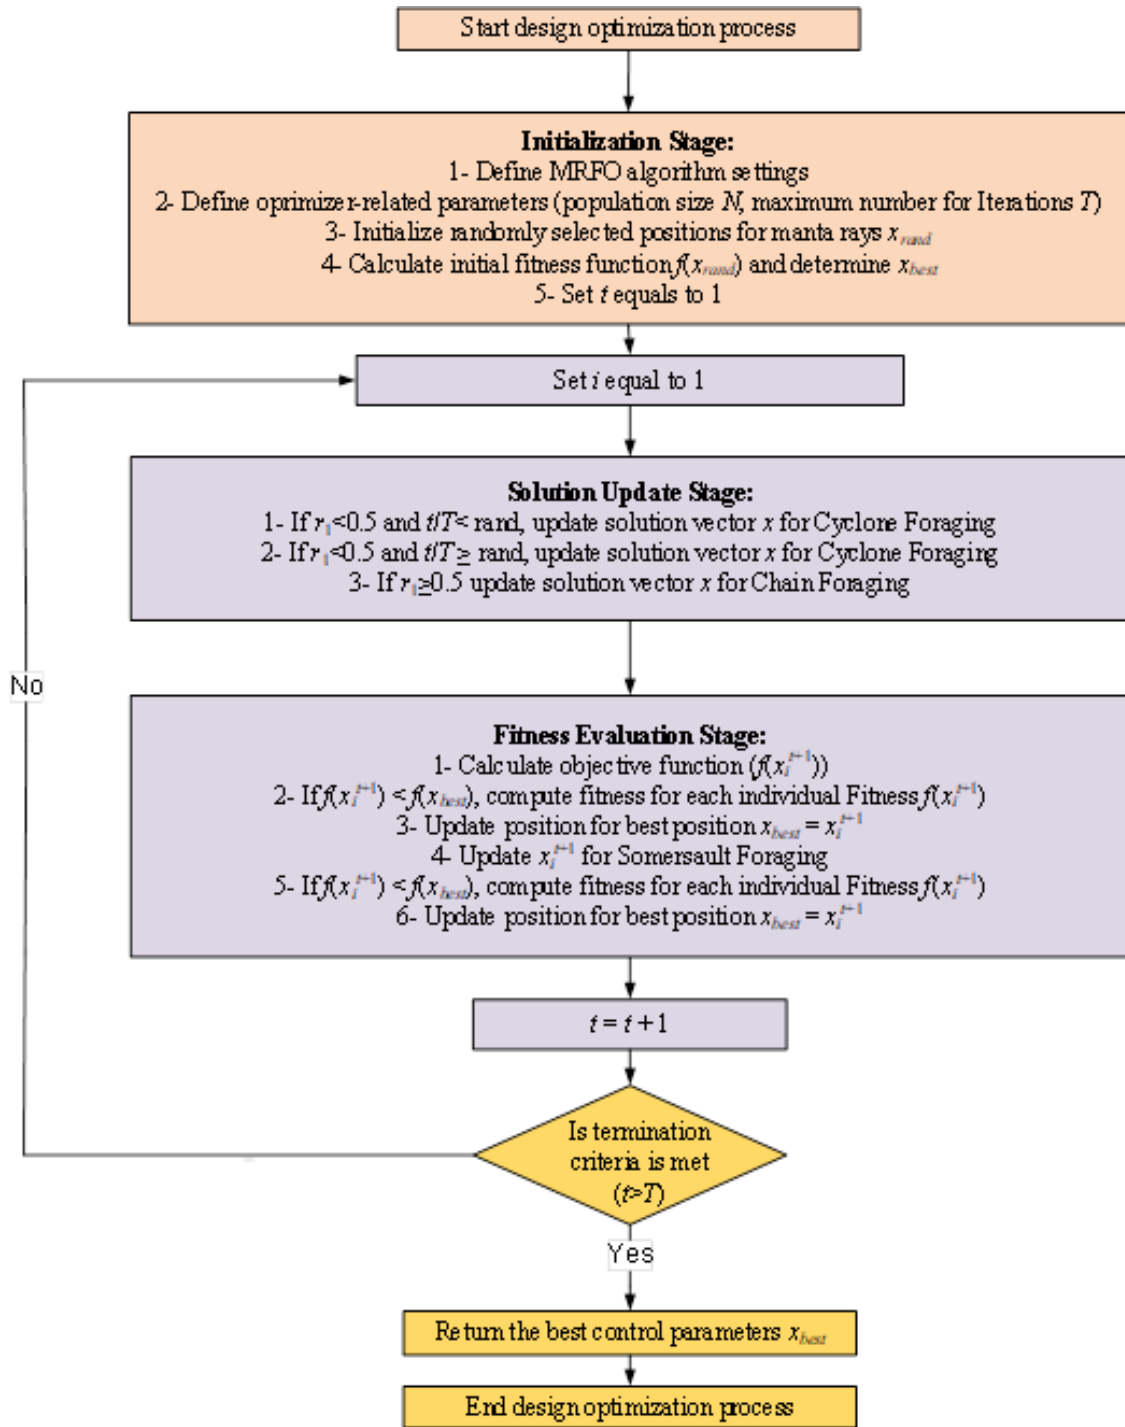 Start design optimization process
Initialization Stage:
1- Define MRFO algorithm settings
2- Define oprimizer-related parameters (population size N, maximum number for Iterations T)
3- Initialize randomly selected positions for manta rays x_rand
4- Calculate initial fitness function f(x_rand) and determine x_best
5- Set t equals to 1
Set i equal to 1
Solution Update Stage:
1- If r_1<0.5 and t/T< rand, update solution vector x for Cyclone Foraging
2- If r_1<0.5 and t/T ≥ rand, update solution vector x for Cyclone Foraging
3- If r_1≥0.5 update solution vector x for Chain Foraging
No
Fitness Evaluation Stage:
1- Calculate objective function (f(x_i^{t+1}))
2- If f(x_i^{t+1}) < f(x_best), compute fitness for each individual Fitness f(x_i^{t+1})
3- Update position for best position x_best = x_i^{t+1}
4- Update x_i^{t+1} for Somersault Foraging
5- If f(x_i^{t+1}) < f(x_best), compute fitness for each individual Fitness f(x_i^{t+1})
6- Update position for best position x_best = x_i^{t+1}
t = t + 1
Is termination
criteria is met
(t>T)
Yes
Return the best control parameters x_best
End design optimization process